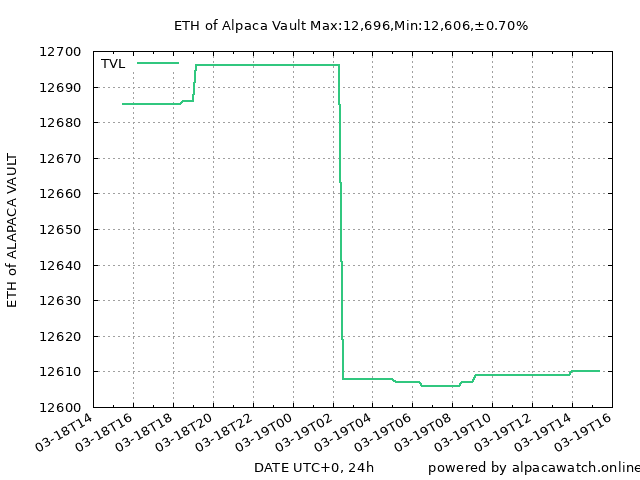 ETH of Alpaca Vault Max:12,696,Min:12,606,±0.70%
TVL
12700
12690
12680
12670
12660
12650
12640
12630
12620
12610
12600
ETH of ALAPACA VAULT
03-18T14
03-18T16
03-18T18
03-18T20
03-18T22
03-19T00
03-19T02
03-19T04
03-19T06
03-19T08
03-19T10
03-19T12
03-19T14
03-19T16
DATE UTC+0, 24h
powered by alpacawatch.online